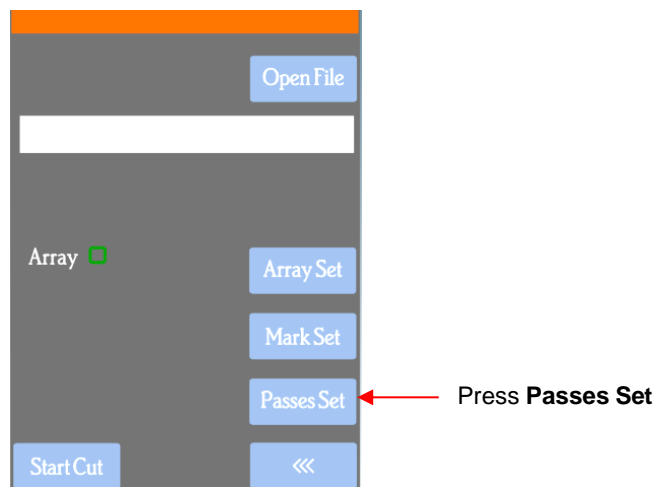 Open File
Array
Array Set
Mark Set
Passes Set
Press Passes Set
Start Cut
<<<